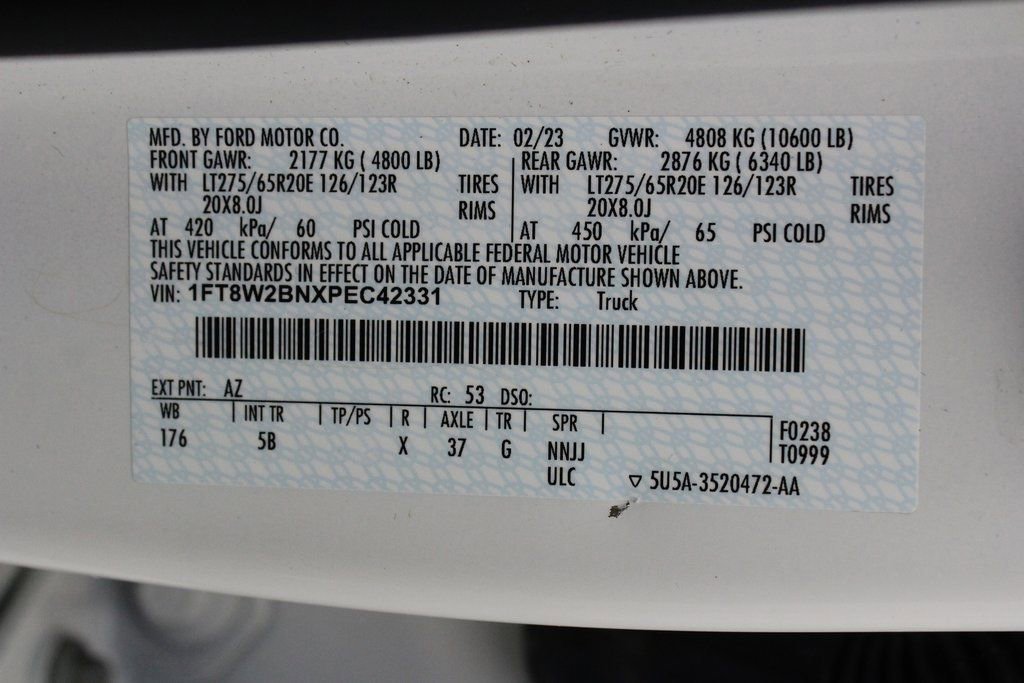 MFD. BY FORD MOTOR CO. DATE: 02/23 GVWR: 4808 KG (10600 LB)
FRONT GAWR: 2177 KG ( 4800 LB) REAR GAWR: 2876 KG ( 6340 LB)
WITH LT275/65R20E 126/123R TIRES WITH LT275/65R20E 126/123R TIRES
20X8.0J RIMS 20X8.0J RIMS
AT 420 kPa/ 60 PSI COLD AT 450 kPa/ 65 PSI COLD
THIS VEHICLE CONFORMS TO ALL APPLICABLE FEDERAL MOTOR VEHICLE
SAFETY STANDARDS IN EFFECT ON THE DATE OF MANUFACTURE SHOWN ABOVE.
VIN: 1FT8W2BNXPEC42331 TYPE: Truck
EXT PNT: AZ RC: 53 DSO:
WB INT TR TP/PS R AXLE TR SPR F0238
176 5B X 37 G NNJJ T0999
ULC ▽ 5U5A-3520472-AA